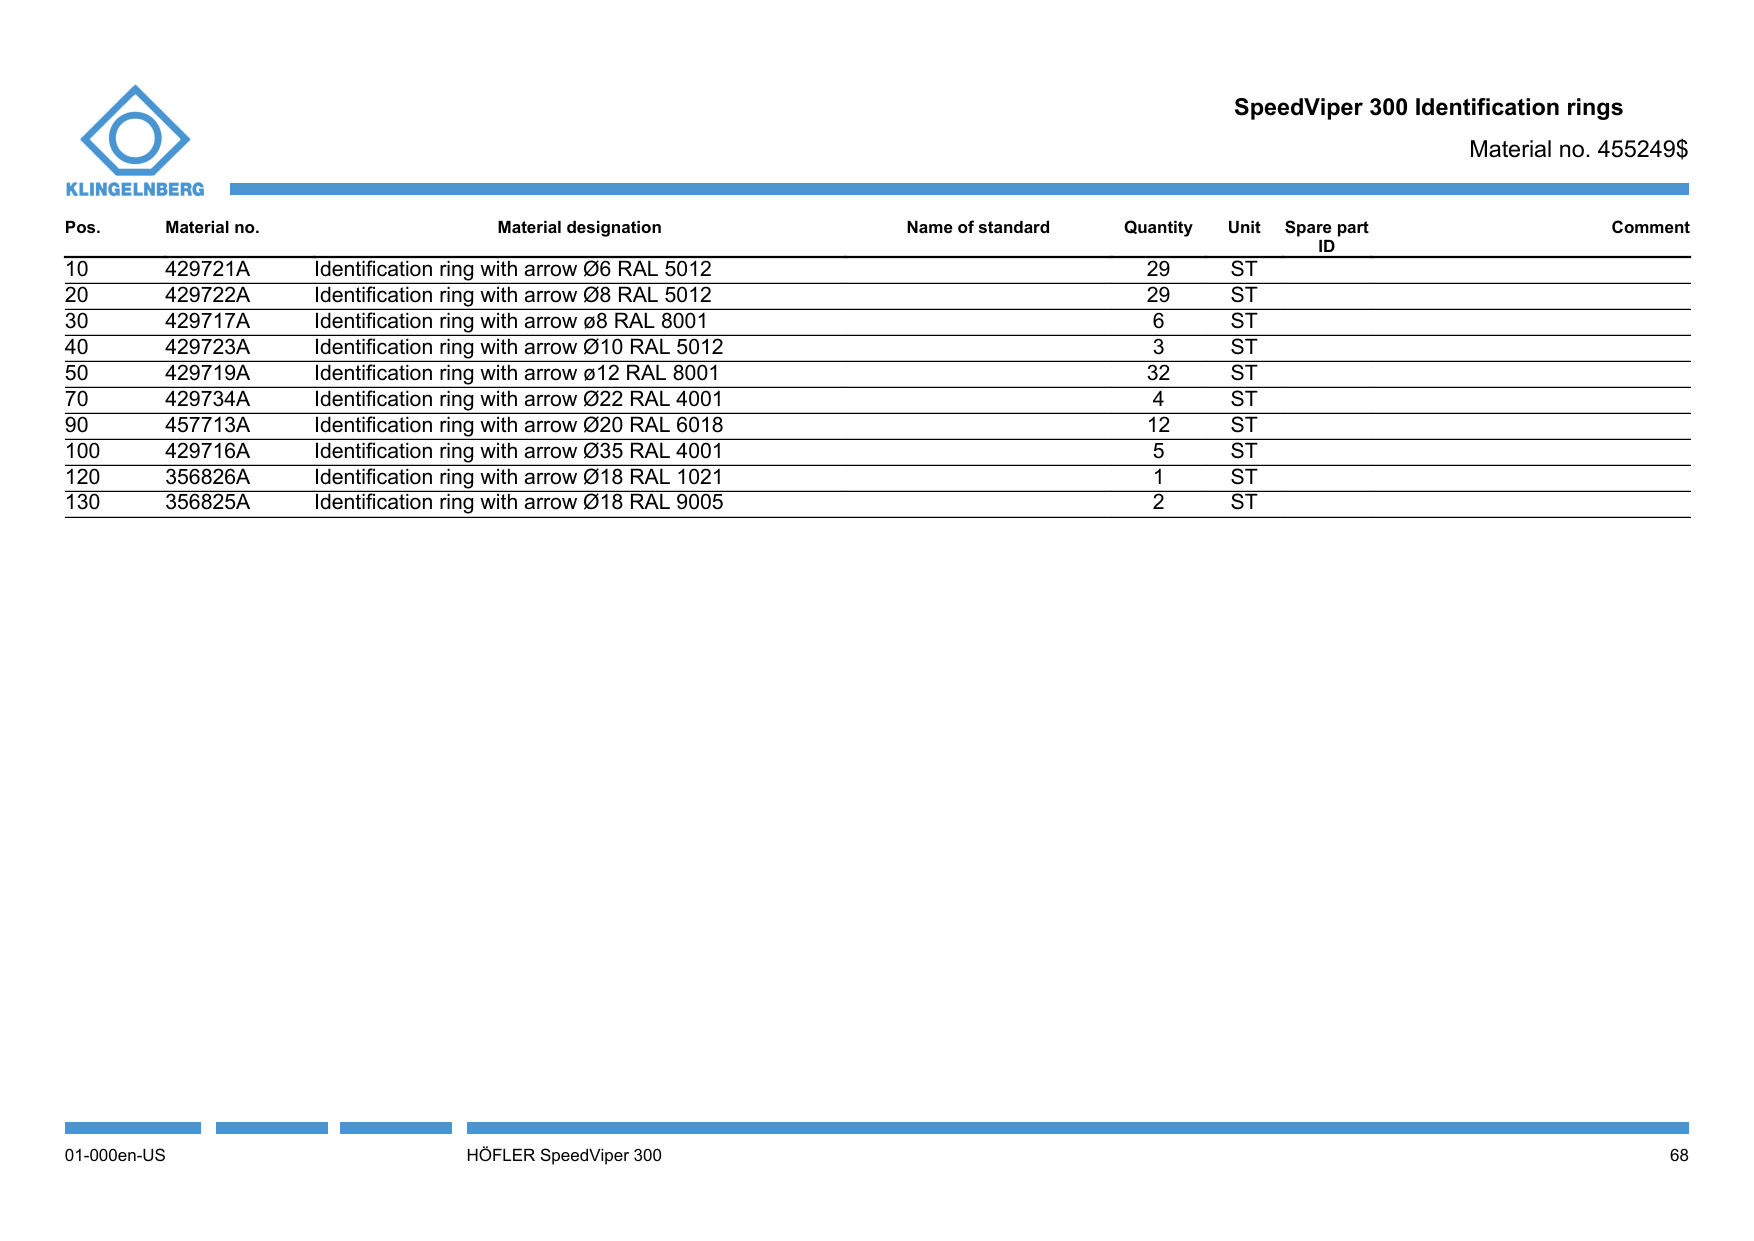 SpeedViper 300 Identification rings
Material no. 455249$
KLINGELNBERG
Pos. Material no. Material designation Name of standard Quantity Unit Spare part ID Comment
10 429721A Identification ring with arrow Ø6 RAL 5012 29 ST
20 429722A Identification ring with arrow Ø8 RAL 5012 29 ST
30 429717A Identification ring with arrow ø8 RAL 8001 6 ST
40 429723A Identification ring with arrow Ø10 RAL 5012 3 ST
50 429719A Identification ring with arrow ø12 RAL 8001 32 ST
70 429734A Identification ring with arrow Ø22 RAL 4001 4 ST
90 457713A Identification ring with arrow Ø20 RAL 6018 12 ST
100 429716A Identification ring with arrow Ø35 RAL 4001 5 ST
120 356826A Identification ring with arrow Ø18 RAL 1021 1 ST
130 356825A Identification ring with arrow Ø18 RAL 9005 2 ST
01-000en-US HÖFLER SpeedViper 300 68